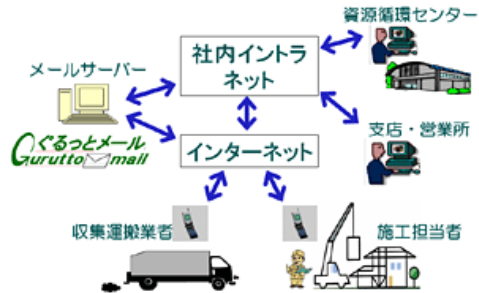 資源循環センター
社内イントラ
ネット
メールサーバー
ぐるっとメール
Gurutto mail
支店・営業所
インターネット
収集運搬業者
施工担当者